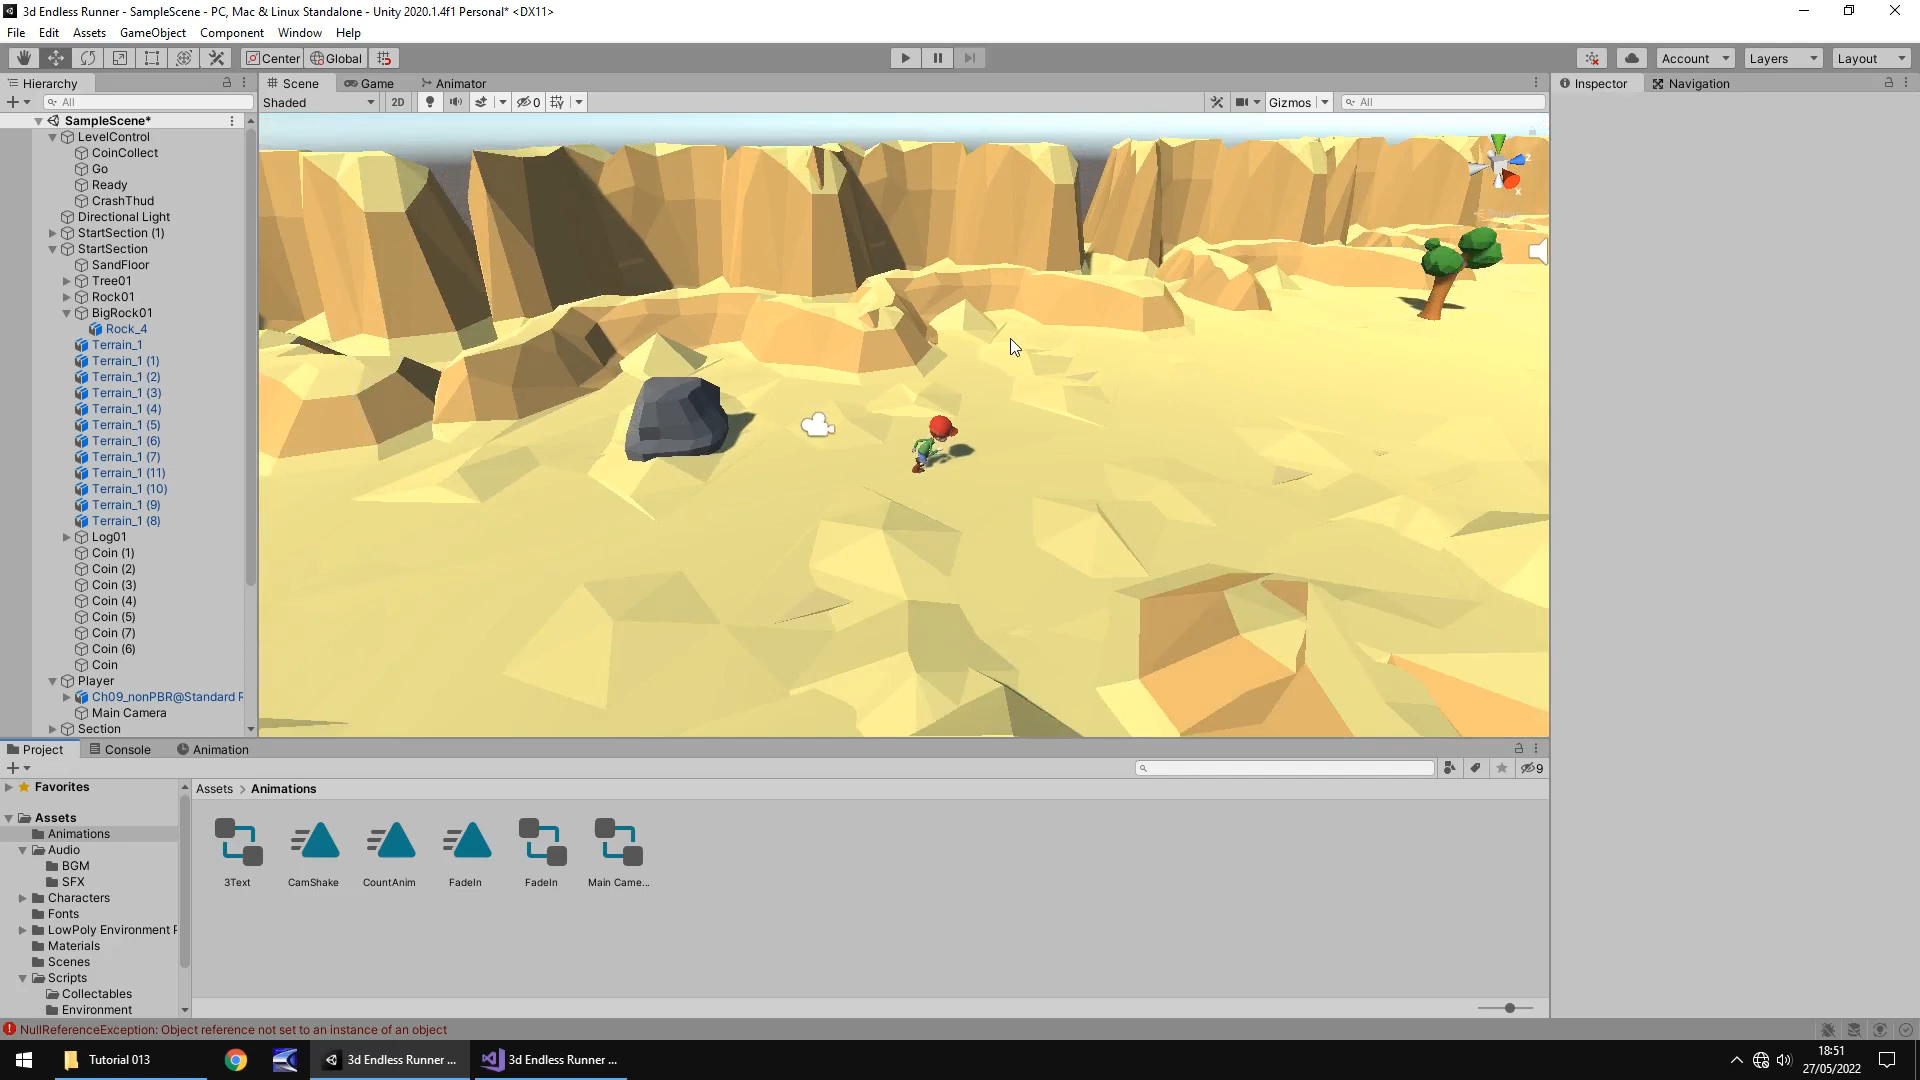 3d Endless Runner - SampleScene - PC, Mac & Linux Standalone - Unity 2020.1.4f1 Personal* <DX11>
File Edit Assets GameObject Component Window Help
Center Global Account Layers Layout
Hierarchy Scene Game Animator Inspector Navigation
All Shaded 2D 0 Gizmos All
SampleScene*
LevelControl
CoinCollect
Go
Ready
CrashThud
Directional Light
StartSection (1)
StartSection
SandFloor
Tree01
Rock01
BigRock01
Rock_4
Terrain_1
Terrain_1 (1)
Terrain_1 (2)
Terrain_1 (3)
Terrain_1 (4)
Terrain_1 (5)
Terrain_1 (6)
Terrain_1 (7)
Terrain_1 (11)
Terrain_1 (10)
Terrain_1 (9)
Terrain_1 (8)
Log01
Coin (1)
Coin (2)
Coin (3)
Coin (4)
Coin (5)
Coin (7)
Coin (6)
Coin
Player
Ch09_nonPBR@Standard R
Main Camera
Section
z
x
Project Console Animation
9
Favorites
Assets
Animations
Audio
BGM
SFX
Characters
Fonts
LowPoly Environment P
Materials
Scenes
Scripts
Collectables
Environment
Assets > Animations
3Text CamShake CountAnim FadeIn FadeIn Main Came...
NullReferenceException: Object reference not set to an instance of an object
Tutorial 013 3d Endless Runner ... 3d Endless Runner ...
18:51
27/05/2022